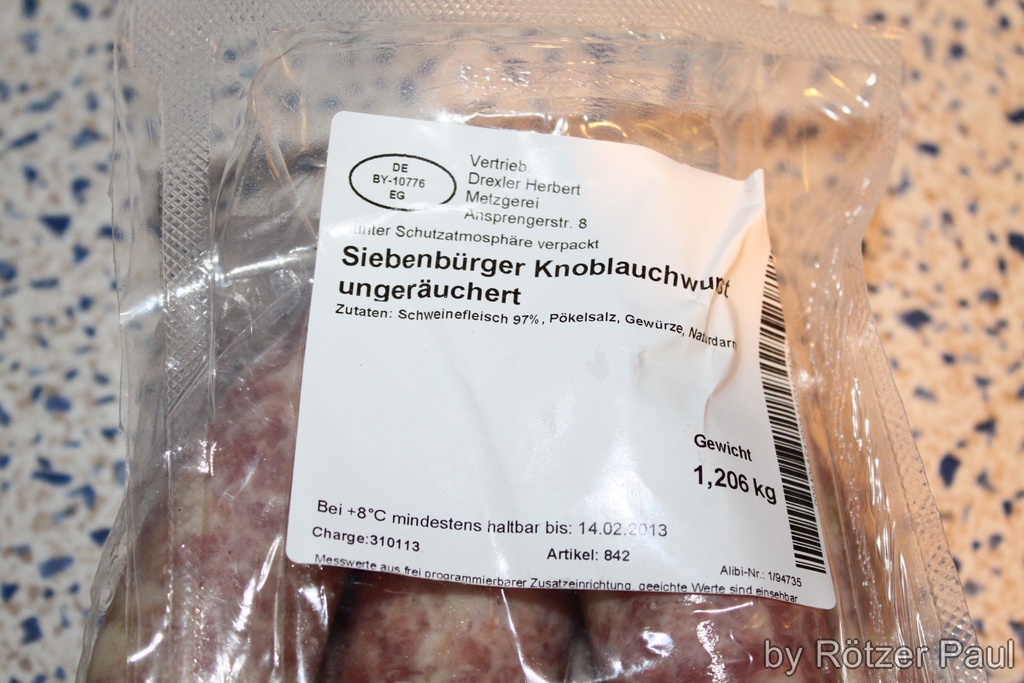 DE
BY-10776
EG
Vertrieb:
Drexler Herbert
Metzgerei
Ansprengerstr. 8
unter Schutzatmosphäre verpackt
Siebenbürger Knoblauchwurst
ungeräuchert
Zutaten: Schweinefleisch 97%, Pökelsalz, Gewürze, Naturdarm
Gewicht
1,206 kg
Bei +8°C mindestens haltbar bis: 14.02.2013
Charge:310113
Artikel: 842
Alibi-Nr.: 1/94735
Messwerte aus frei programmierbarer Zusatzeinrichtung, geeichte Werte sind einsehbar
by Rötzer Paul